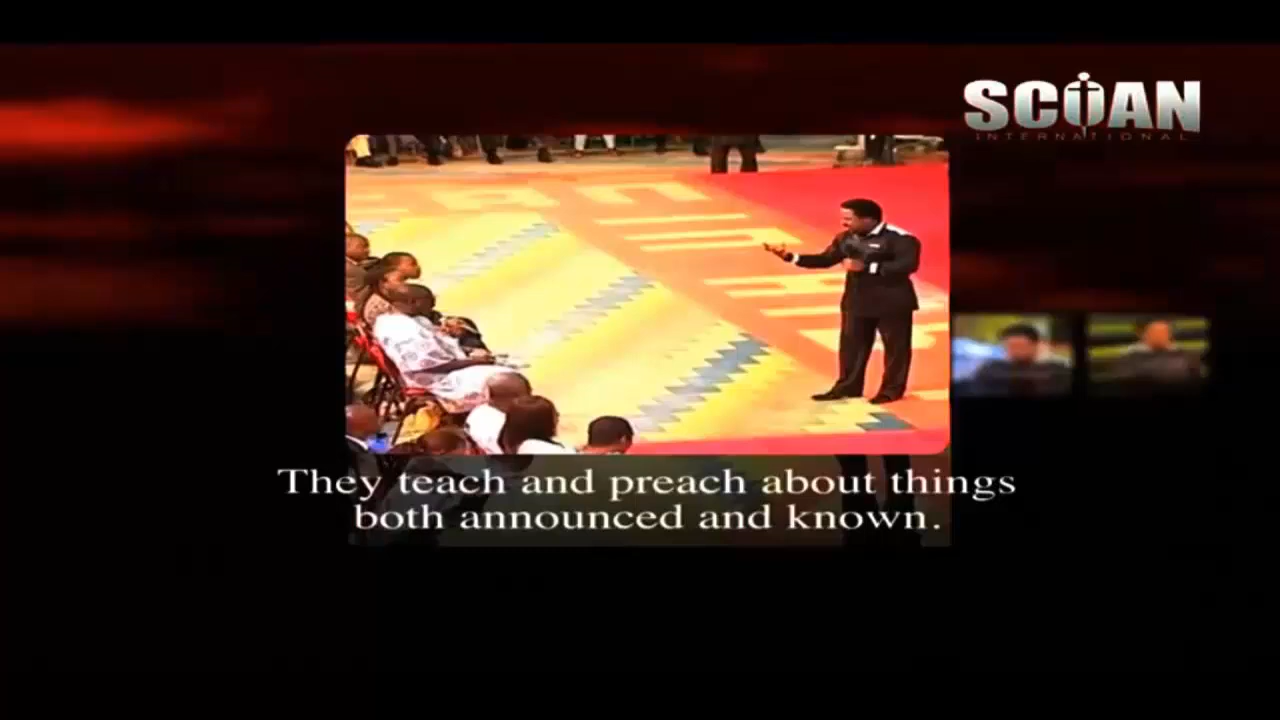 SCOAN
INTERNATIONAL
They teach and preach about things
both announced and known.